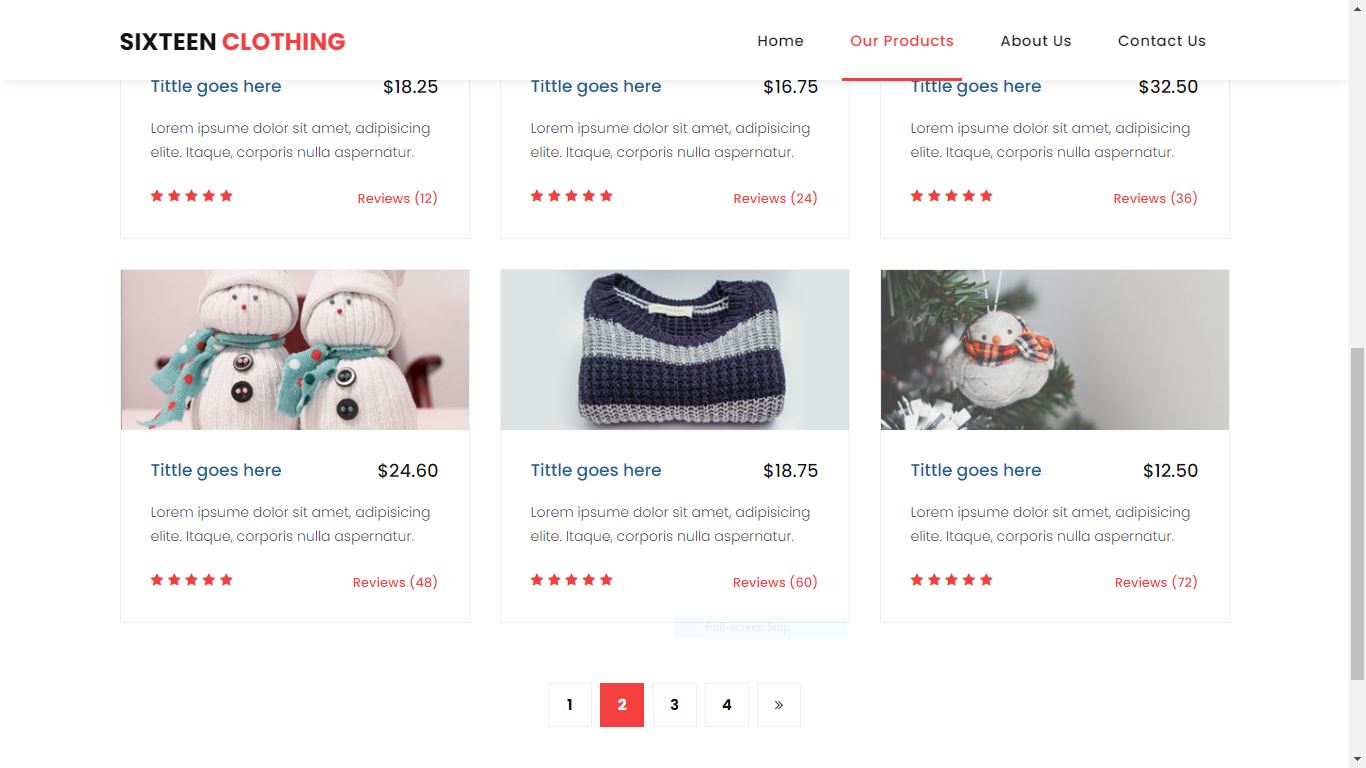 SIXTEEN CLOTHING
Home Our Products About Us Contact Us
Tittle goes here $18.25
Lorem ipsume dolor sit amet, adipisicing
elite. Itaque, corporis nulla aspernatur.
Reviews (12)
Tittle goes here $16.75
Lorem ipsume dolor sit amet, adipisicing
elite. Itaque, corporis nulla aspernatur.
Reviews (24)
Tittle goes here $32.50
Lorem ipsume dolor sit amet, adipisicing
elite. Itaque, corporis nulla aspernatur.
Reviews (36)
Tittle goes here $24.60
Lorem ipsume dolor sit amet, adipisicing
elite. Itaque, corporis nulla aspernatur.
Reviews (48)
Tittle goes here $18.75
Lorem ipsume dolor sit amet, adipisicing
elite. Itaque, corporis nulla aspernatur.
Reviews (60)
Tittle goes here $12.50
Lorem ipsume dolor sit amet, adipisicing
elite. Itaque, corporis nulla aspernatur.
Reviews (72)
Full-screen Snip
1 2 3 4 »